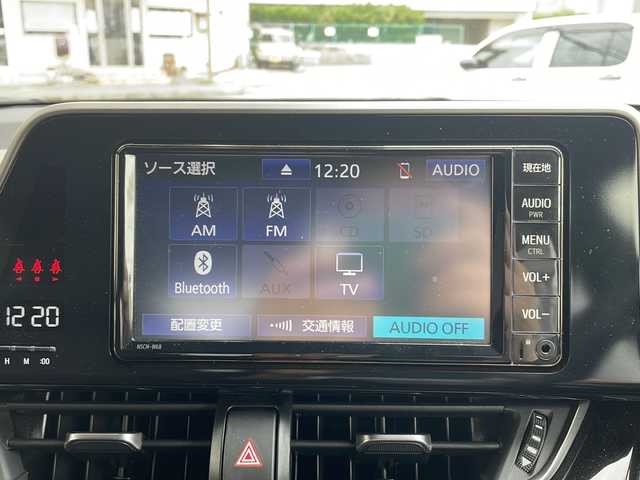 ソース選択 ⏏ 12:20 AUDIO
AM FM CD SD
Bluetooth AUX TV
配置変更 交通情報 AUDIO OFF
NSCN-W68
現在地
AUDIO
PWR
MENU
CTRL
VOL+
VOL−
12:20
H M :00